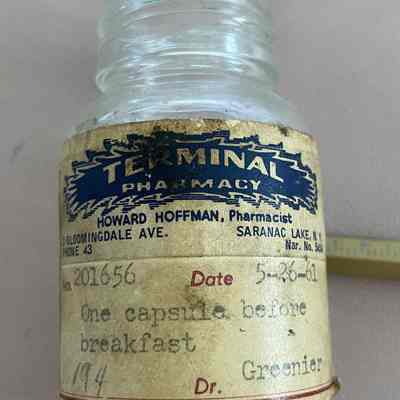 TERMINAL
PHARMACY
HOWARD HOFFMAN, Pharmacist
BLOOMINGDALE AVE. SARANAC LAKE, N. Y.
PHONE 43 Nar. No.
No 201656 Date 5-26-61
One capsule before
breakfast
194 Dr. Greenier